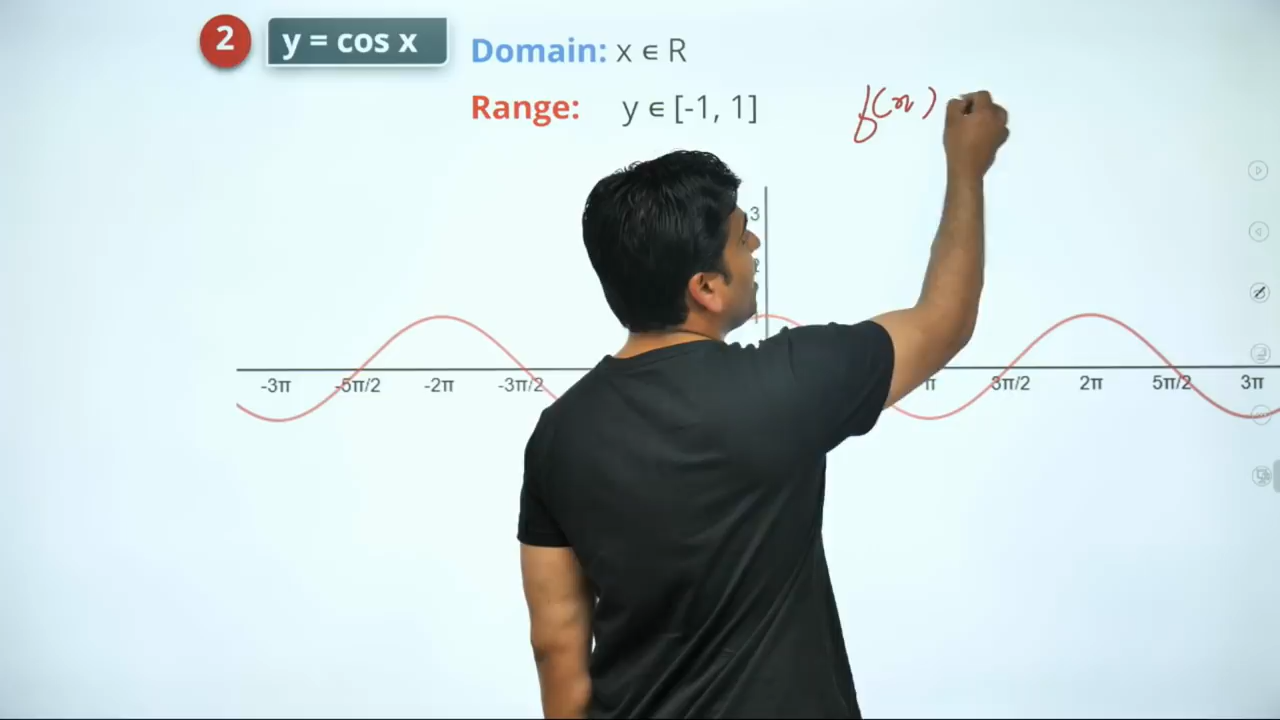 2 y = cos x
Domain: x ∈ R
Range: y ∈ [-1, 1]
f(x)
3
1
-3π -5π/2 -2π -3π/2 π 3π/2 2π 5π/2 3π